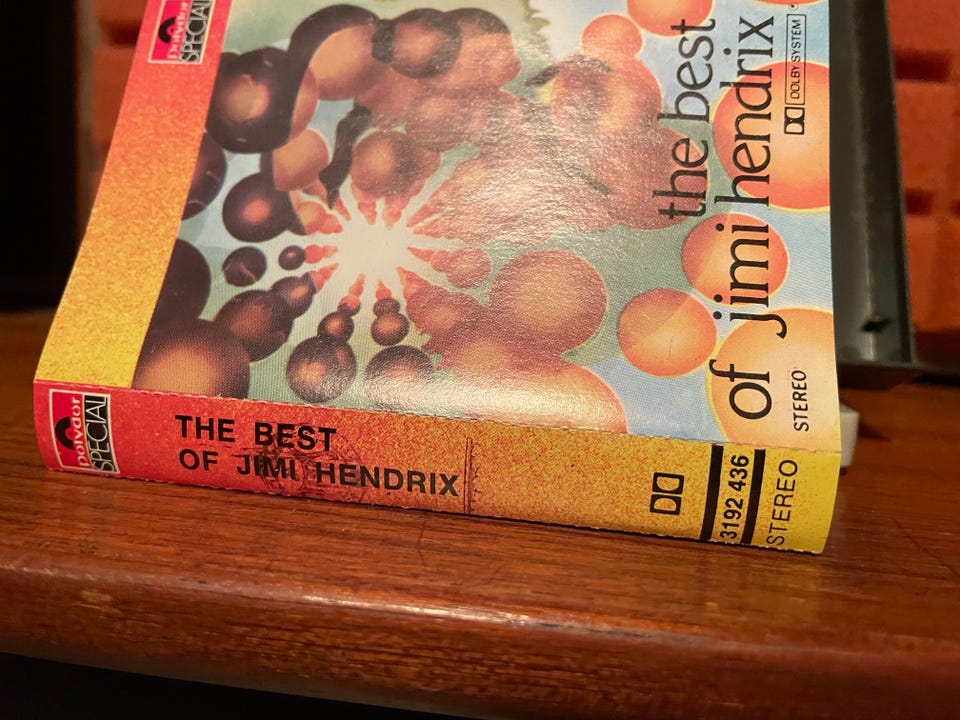 polydor
SPECIAL
the best
of jimi hendrix
DOLBY SYSTEM
STEREO
polydor
SPECIAL
THE BEST
OF JIMI HENDRIX
3192 436
STEREO